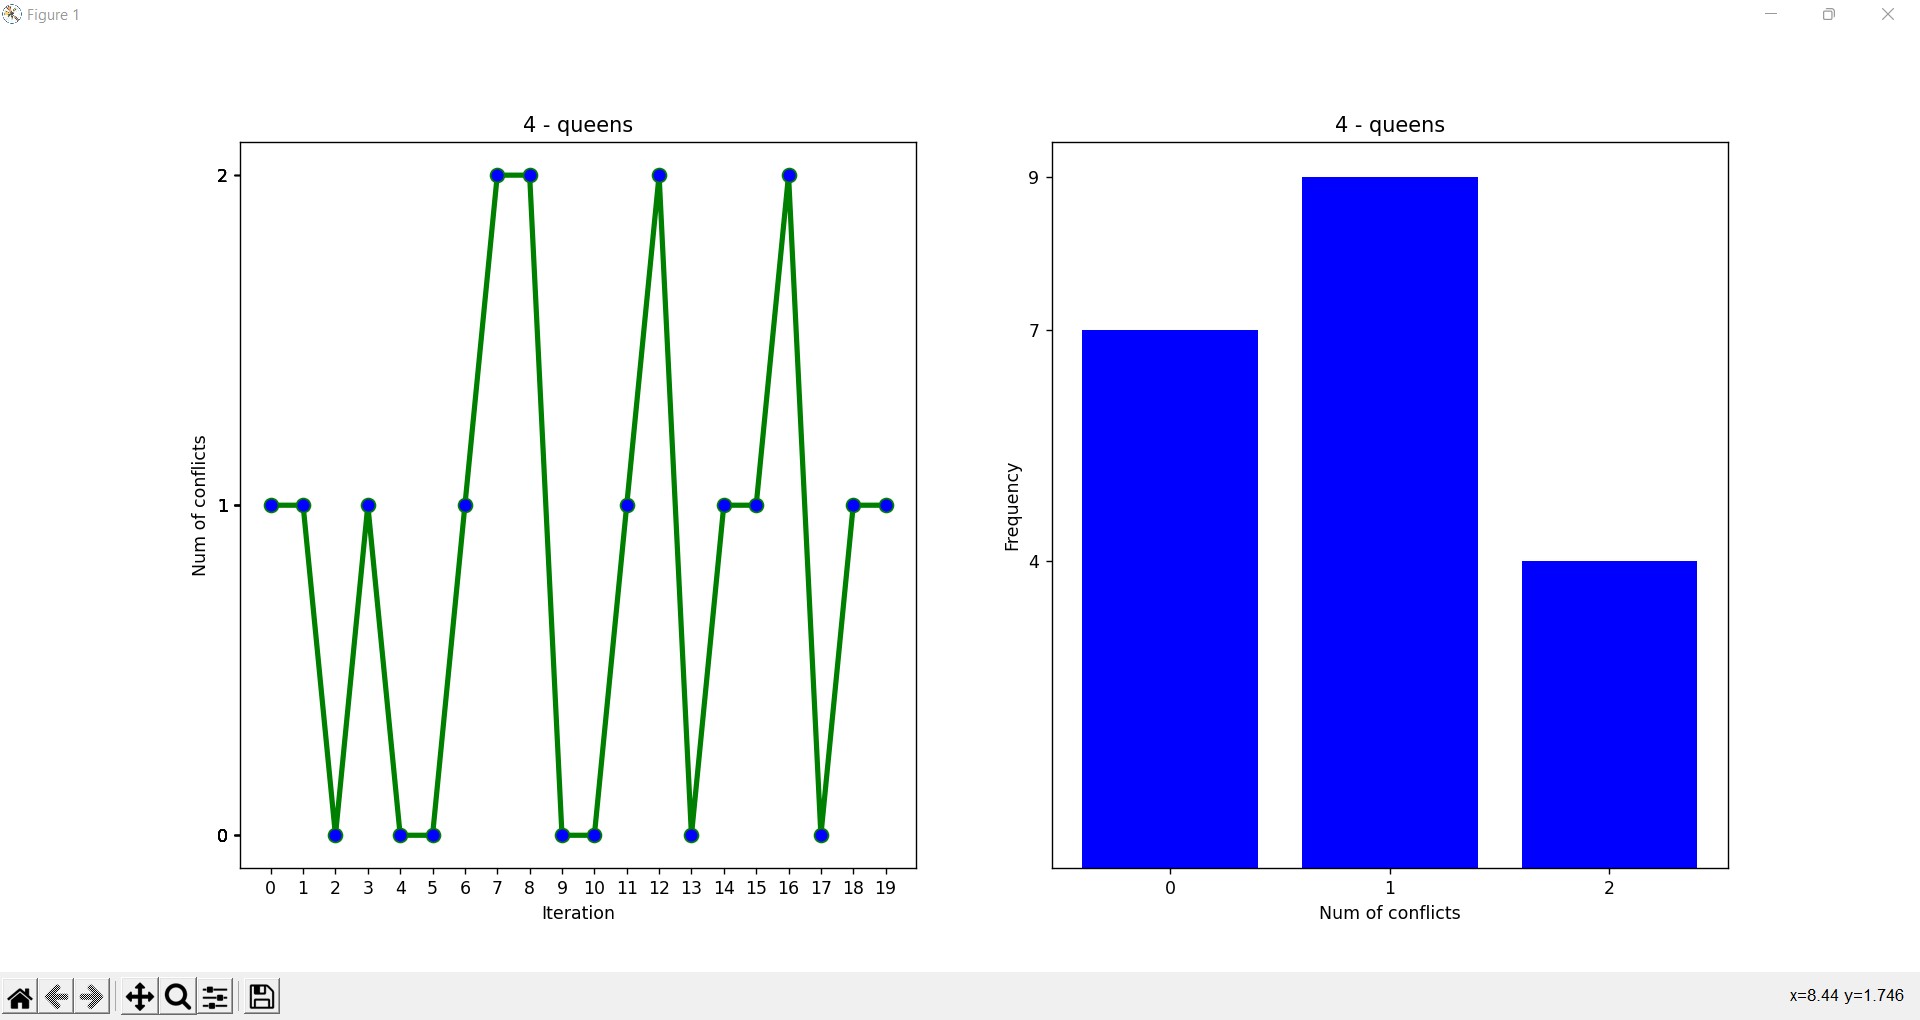 Figure 1
4 - queens
2
1
0
Num of conflicts
0 1 2 3 4 5 6 7 8 9 10 11 12 13 14 15 16 17 18 19
Iteration
4 - queens
9
7
4
Frequency
0 1 2
Num of conflicts
x=8.44 y=1.746